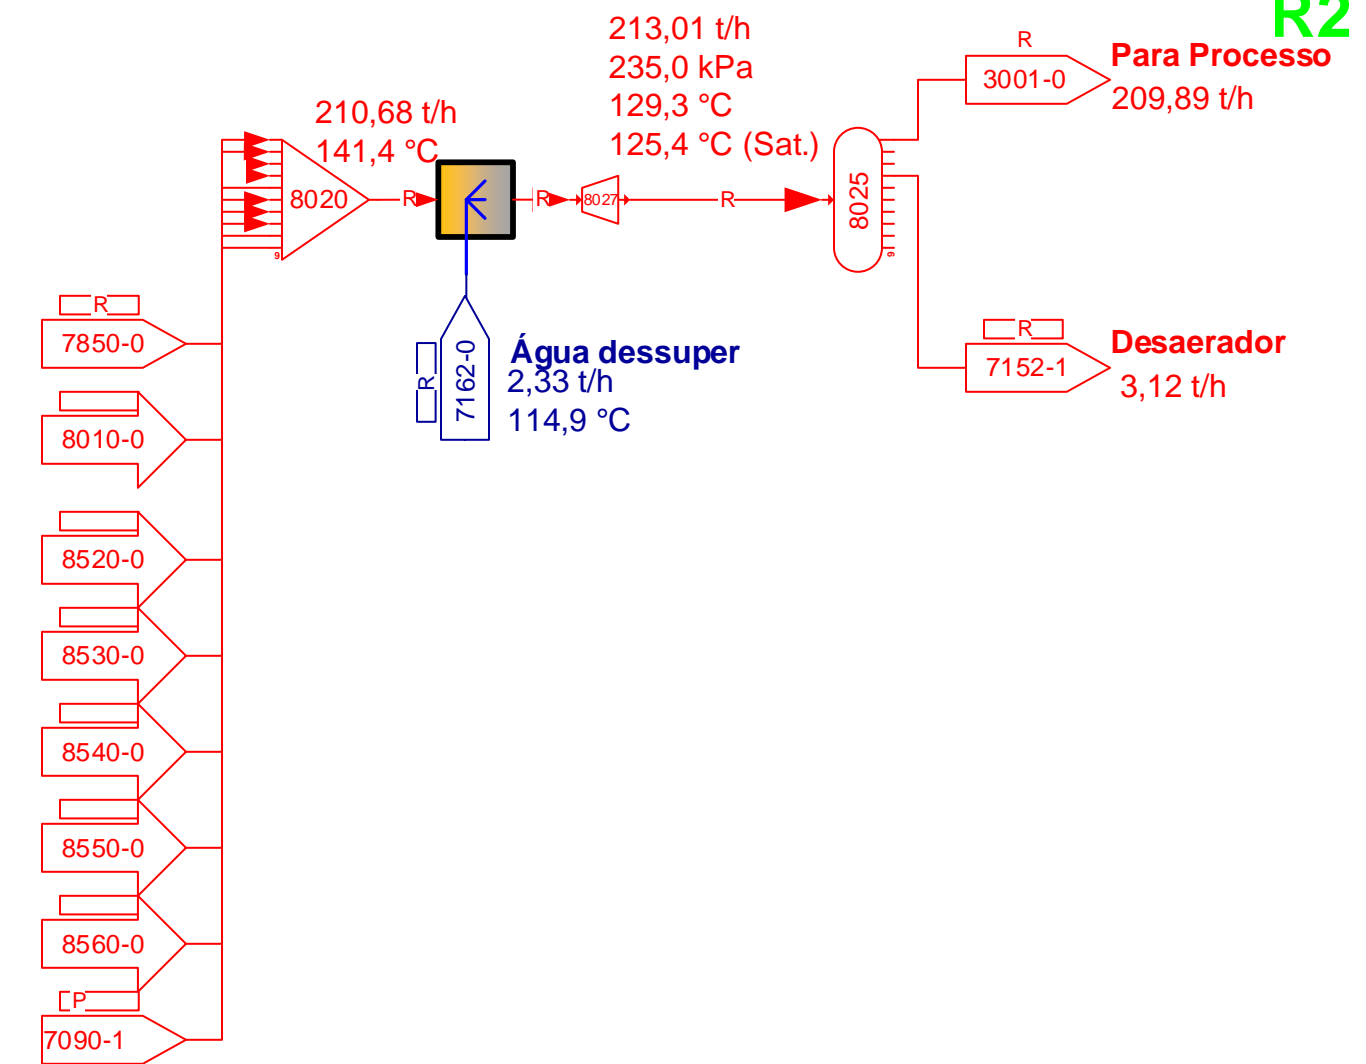 R2
213,01 t/h
235,0 kPa
129,3 °C
125,4 °C (Sat.)
R
3001-0
Para Processo
209,89 t/h
210,68 t/h
141,4 °C
8020
9
R
R
8027
R
8025
9
R
7850-0
R
7162-0
Água dessuper
2,33 t/h
114,9 °C
R
7152-1
Desaerador
3,12 t/h
8010-0
8520-0
8530-0
8540-0
8550-0
8560-0
P
7090-1